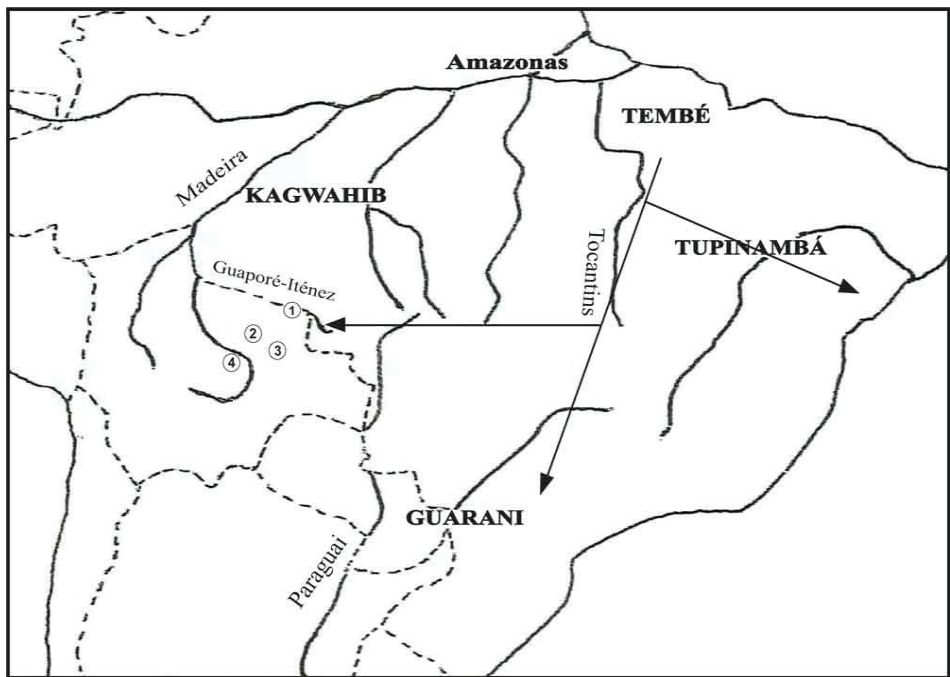 Amazonas
TEMBÉ
Madeira
KAGWAHIB
Tocantins
TUPINAMBÁ
Guaporé-Iténez
①
②
③
④
GUARANI
Paraguai